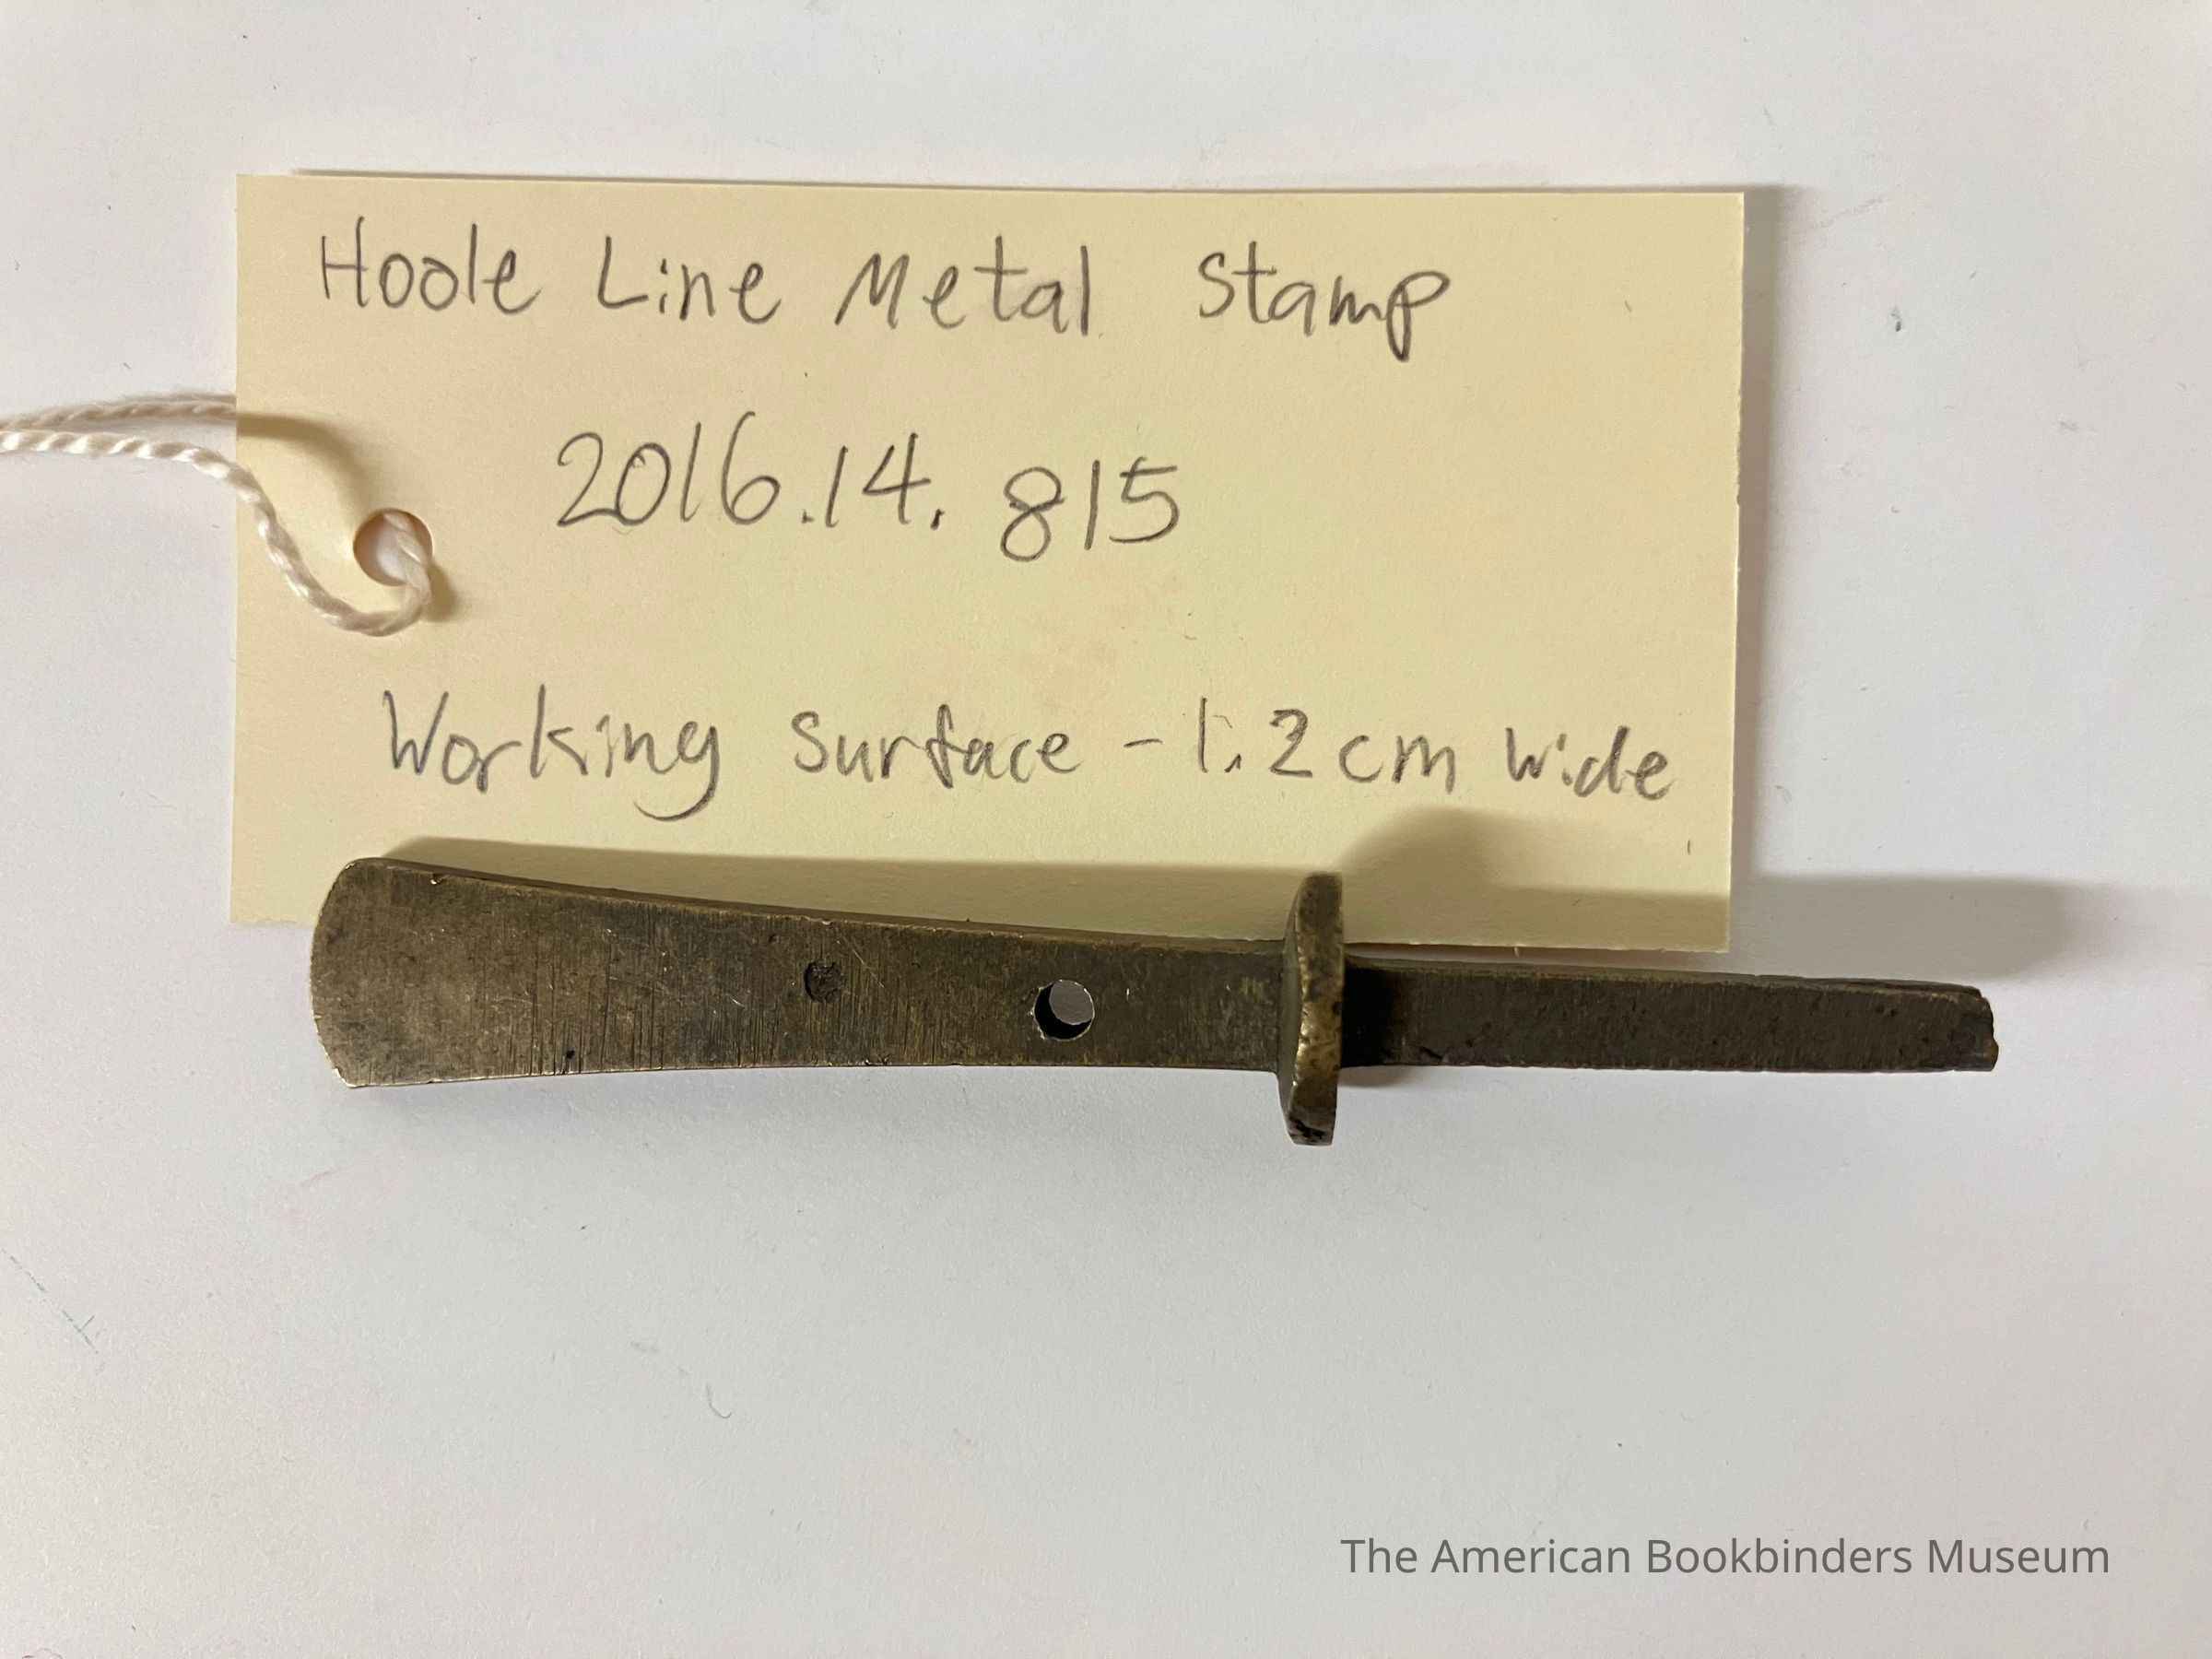 Hoole Line Metal Stamp
2016.14.815
Working Surface - 1.2cm Wide
The American Bookbinders Museum